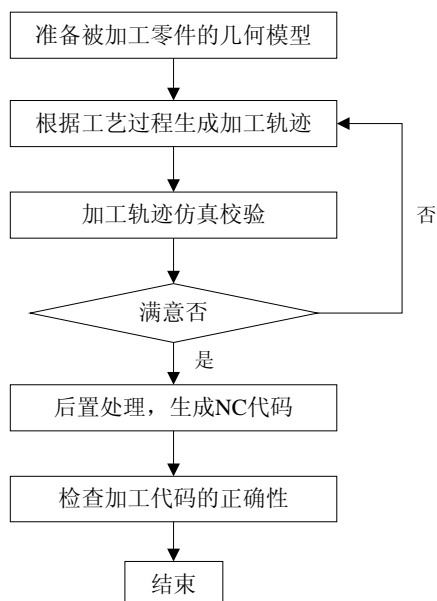 准备被加工零件的几何模型
根据工艺过程生成加工轨迹
加工轨迹仿真校验
否
满意否
是
后置处理，生成NC代码
检查加工代码的正确性
结束